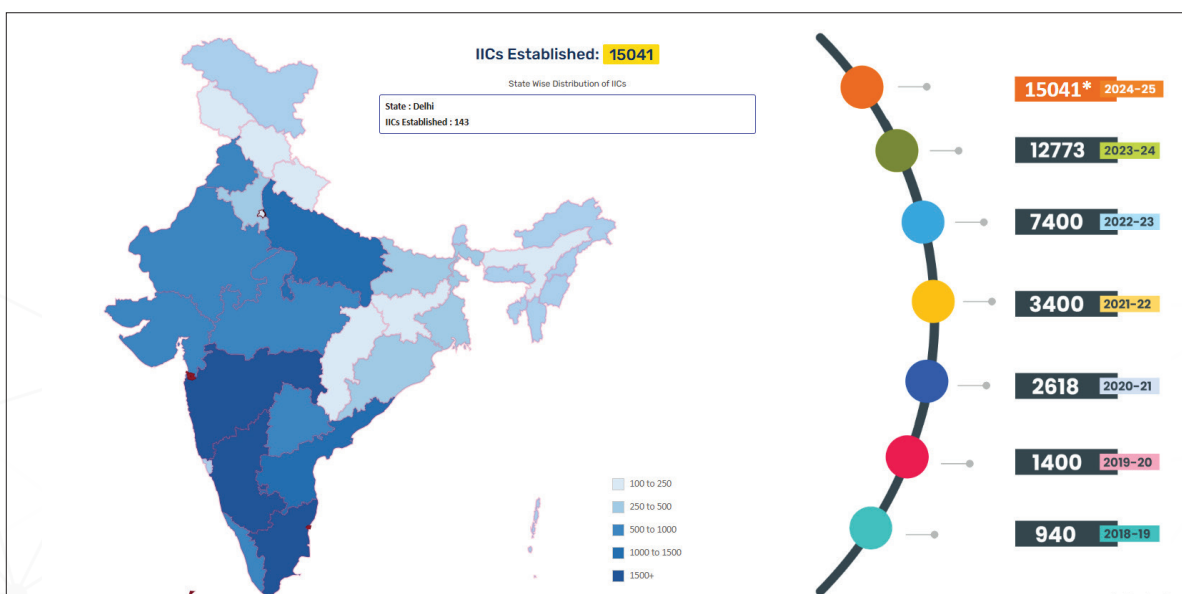 IICs Established: 15041
State Wise Distribution of IICs
State : Delhi
IICs Established : 143
100 to 250
250 to 500
500 to 1000
1000 to 1500
1500+
15041* 2024-25
12773 2023-24
7400 2022-23
3400 2021-22
2618 2020-21
1400 2019-20
940 2018-19